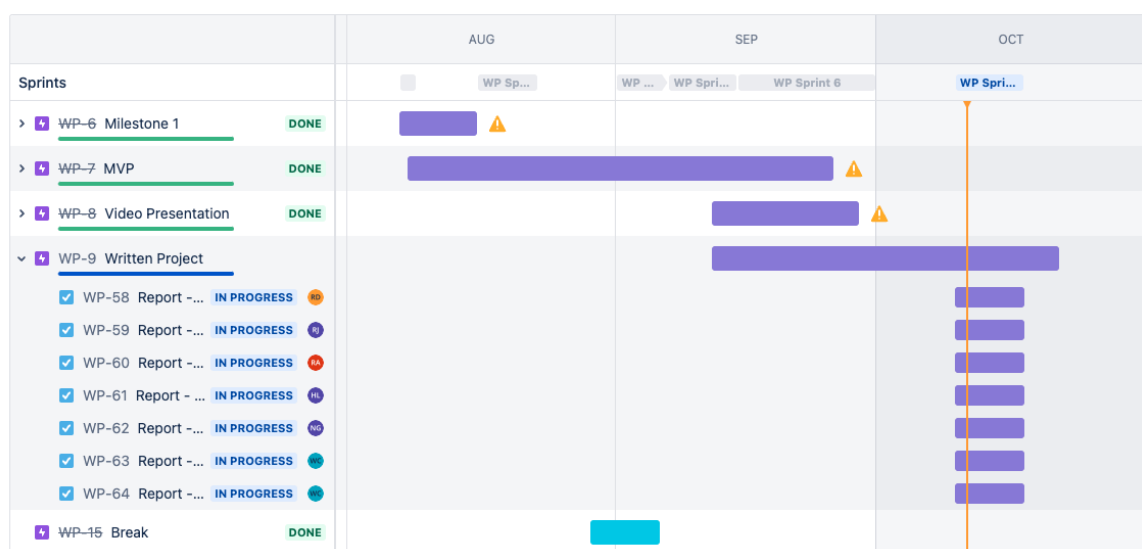 AUG SEP OCT
Sprints WP Sp... WP ... WP Spri... WP Sprint 6 WP Spri...
WP-6 Milestone 1 DONE
WP-7 MVP DONE
WP-8 Video Presentation DONE
WP-9 Written Project
WP-58 Report -... IN PROGRESS RD
WP-59 Report -... IN PROGRESS RJ
WP-60 Report -... IN PROGRESS RA
WP-61 Report - ... IN PROGRESS HL
WP-62 Report -... IN PROGRESS NG
WP-63 Report -... IN PROGRESS WC
WP-64 Report -... IN PROGRESS WC
WP-15 Break DONE